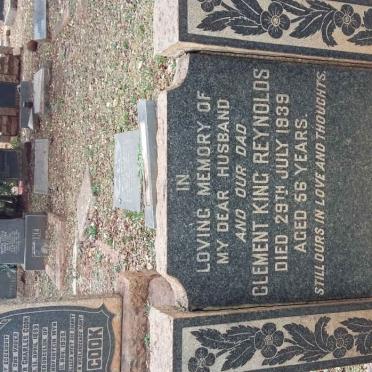 IN
LOVING MEMORY OF
MY DEAR HUSBAND
AND OUR DAD
CLEMENT KING REYNOLDS
DIED 29TH JULY 1939
AGED 56 YEARS.
STILL OURS IN LOVE AND THOUGHTS.
COOK